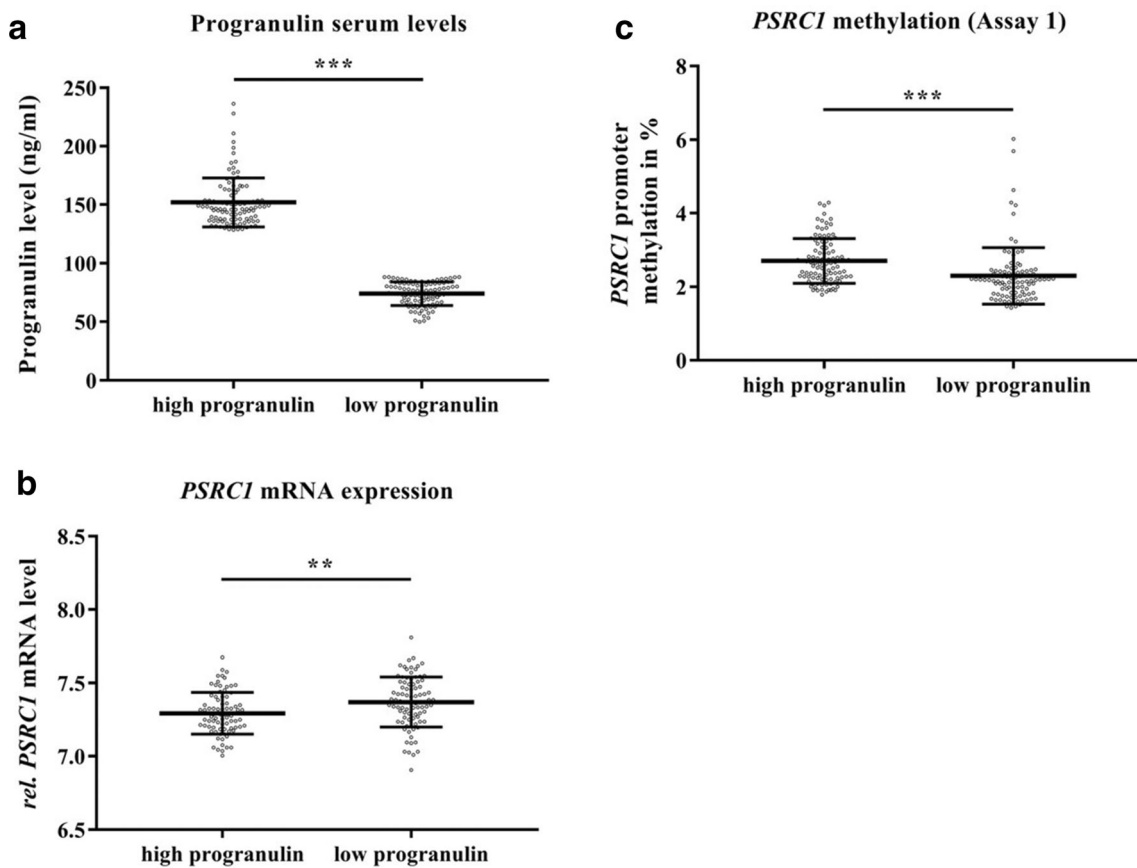 a
Progranulin serum levels
***
Progranulin level (ng/ml)
250
200
150
100
50
0
high progranulin low progranulin
c
PSRC1 methylation (Assay 1)
***
PSRC1 promoter
methylation in %
8
6
4
2
0
high progranulin low progranulin
b
PSRC1 mRNA expression
**
rel. PSRC1 mRNA level
8.5
8.0
7.5
7.0
6.5
high progranulin low progranulin